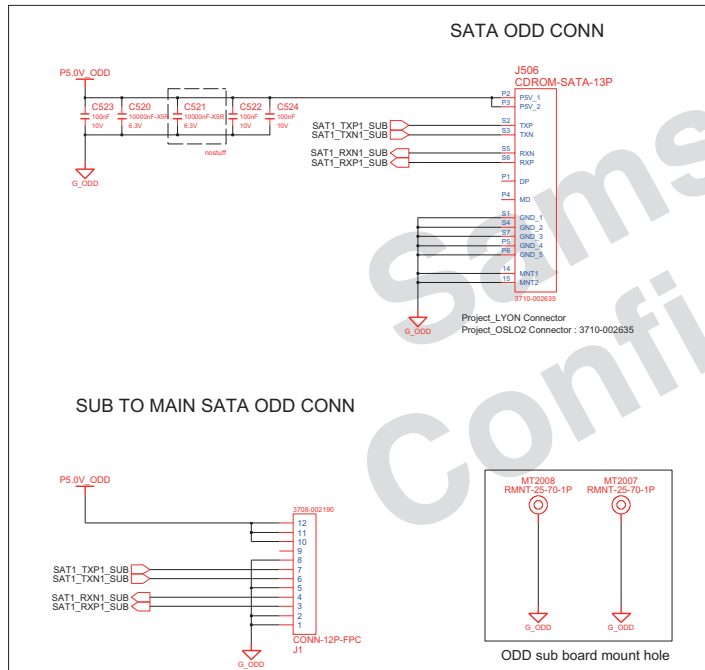 SATA ODD CONN
P5.0V_ODD
C523
100nF
10V
C520
10000nF-X5R
6.3V
C521
10000nF-X5R
6.3V
nostuff
C522
100nF
10V
C524
100nF
10V
G_ODD
J506
CDROM-SATA-13P
P2 P5V_1
P3 P5V_2
SAT1_TXP1_SUB S2 TXP
SAT1_TXN1_SUB S3 TXN
SAT1_RXN1_SUB S5 RXN
SAT1_RXP1_SUB S6 RXP
P1 DP
P4 MD
S1 GND_1
S4 GND_2
S7 GND_3
P5 GND_4
P6 GND_5
14 MNT1
15 MNT2
3710-002635
G_ODD
Project_LYON Connector
Project_OSLO2 Connector : 3710-002635
Sams
Confi
SUB TO MAIN SATA ODD CONN
P5.0V_ODD
3708-002190
12
11
10
9
8
SAT1_TXP1_SUB 7
SAT1_TXN1_SUB 6
5
SAT1_RXN1_SUB 4
SAT1_RXP1_SUB 3
2
1
CONN-12P-FPC
J1
G_ODD
MT2008
RMNT-25-70-1P
MT2007
RMNT-25-70-1P
G_ODD
G_ODD
ODD sub board mount hole